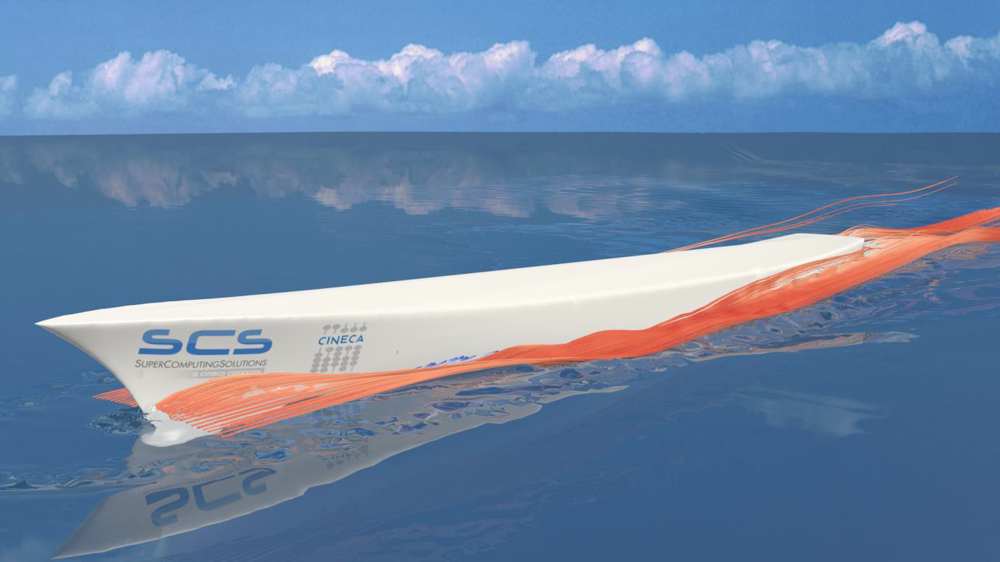 SCS
SUPERCOMPUTINGSOLUTIONS
a cineca company
CINECA